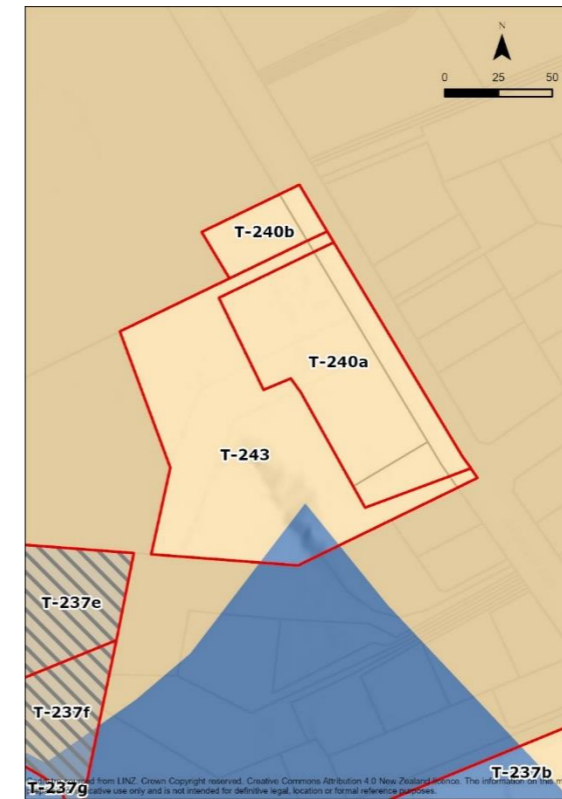 N
0 25 50
T-240b
T-240a
T-243
T-237e
T-237f
T-237b
T-237g
from LINZ. Crown Copyright reserved. Creative Commons Attribution 4.0 New Zealand licence. The information on this m
cative use only and is not intended for definitive legal, location or formal reference purposes.